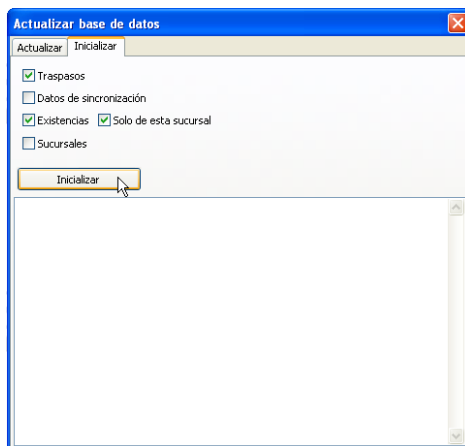 Actualizar base de datos
Actualizar Inicializar
Traspasos
Datos de sincronización
Existencias Solo de esta sucursal
Sucursales
Inicializar